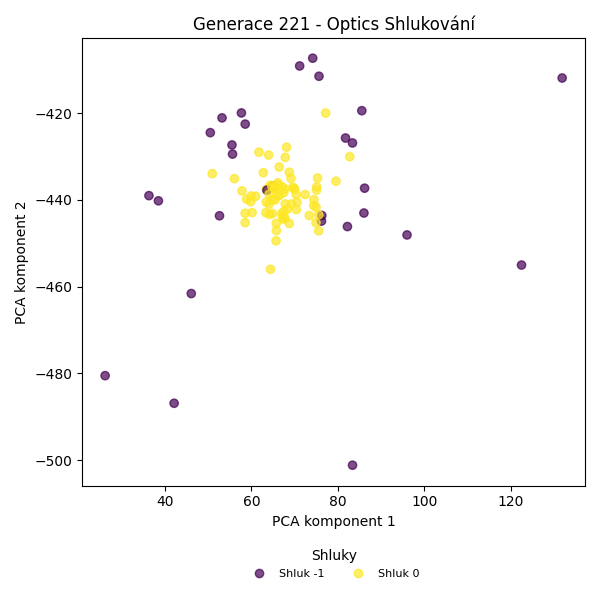 Generace 221 - Optics Shlukování
−420
−440
−460
−480
−500
PCA komponent 2
40
60
80
100
120
PCA komponent 1
Shluky
Shluk -1
Shluk 0